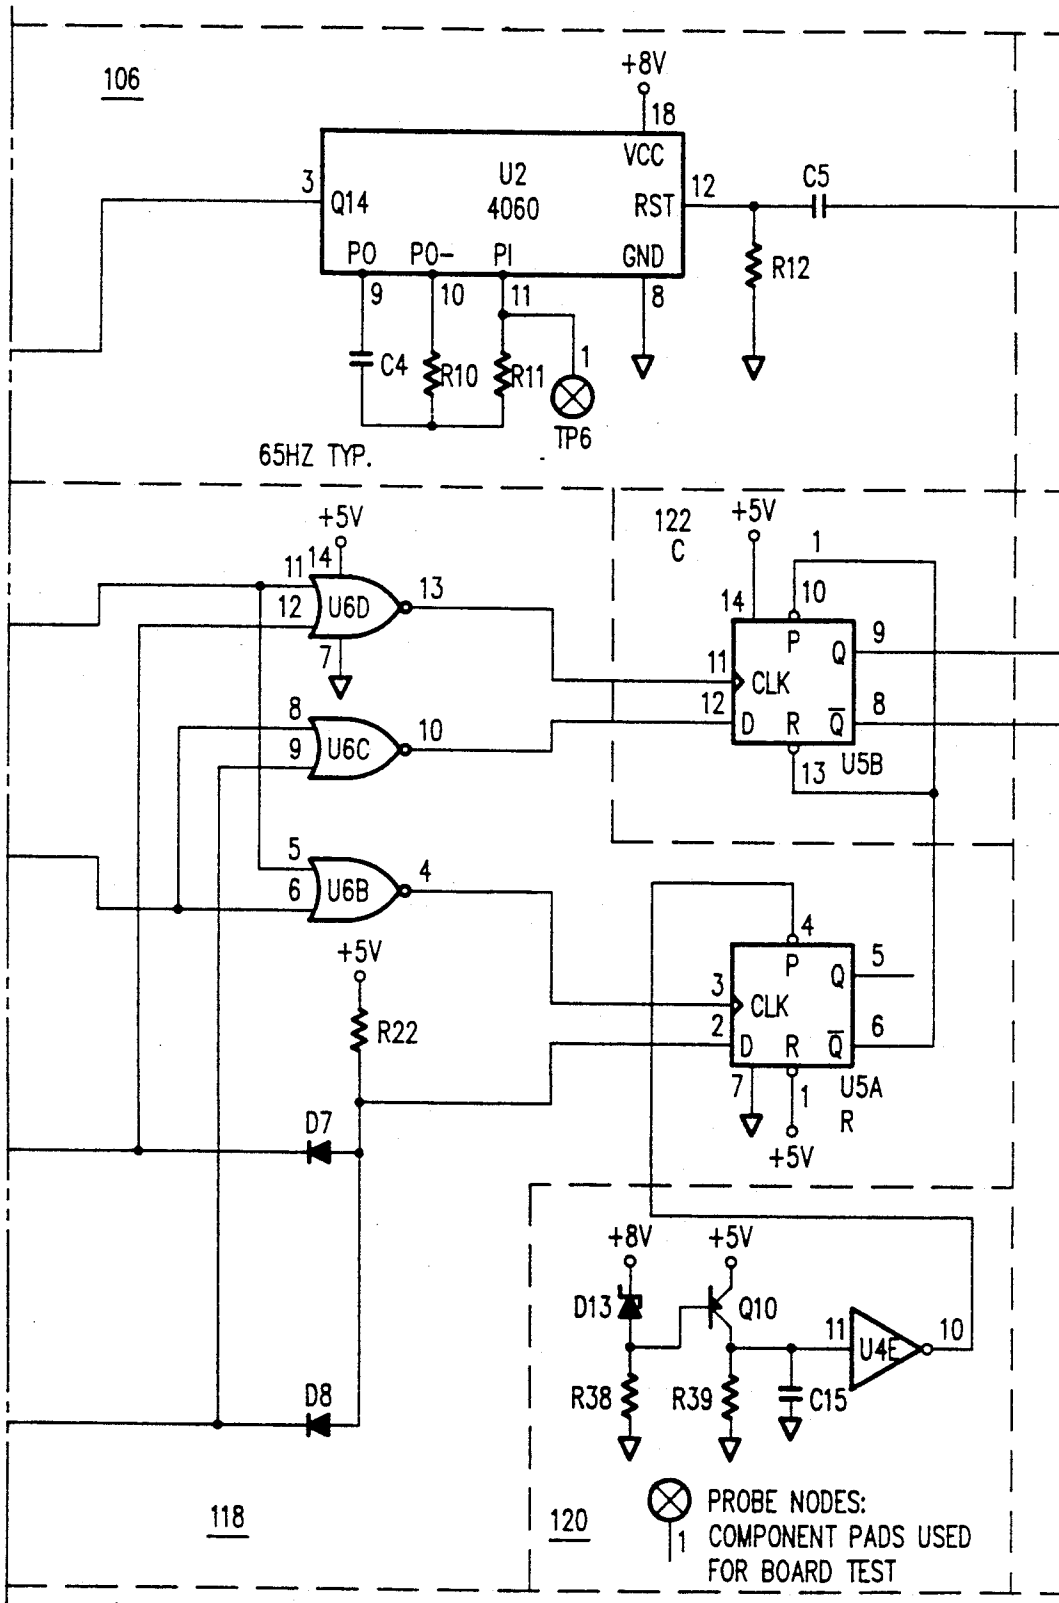 106
+8V
18
VCC
U2
4060
3
Q14
RST
12
C5
PO
PO-
PI
GND
9
10
11
8
R12
C4
R10
R11
1
TP6
65HZ TYP.
+5V
11
14
12
U6D
13
7
8
9
U6C
10
5
6
U6B
4
+5V
R22
D7
D8
118
122
C
+5V
1
14
10
P
Q
9
11
CLK
12
D
R
Q̅
8
13
U5B
4
P
Q
5
3
CLK
2
D
R
Q̅
6
7
1
U5A
R
+5V
+8V
+5V
D13
Q10
11
U4E
10
R38
R39
C15
120
1
PROBE NODES:
COMPONENT PADS USED
FOR BOARD TEST